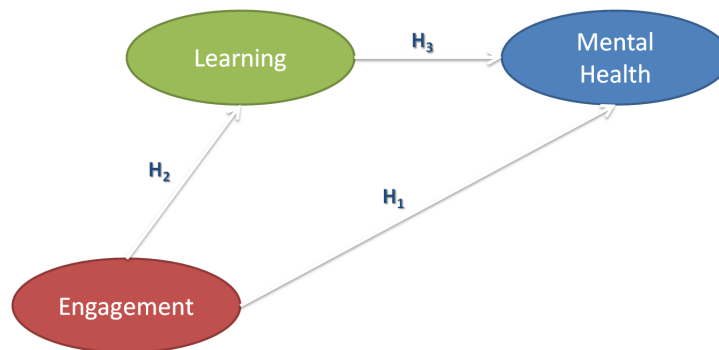 Learning
H₃
Mental
Health
H₂
H₁
Engagement